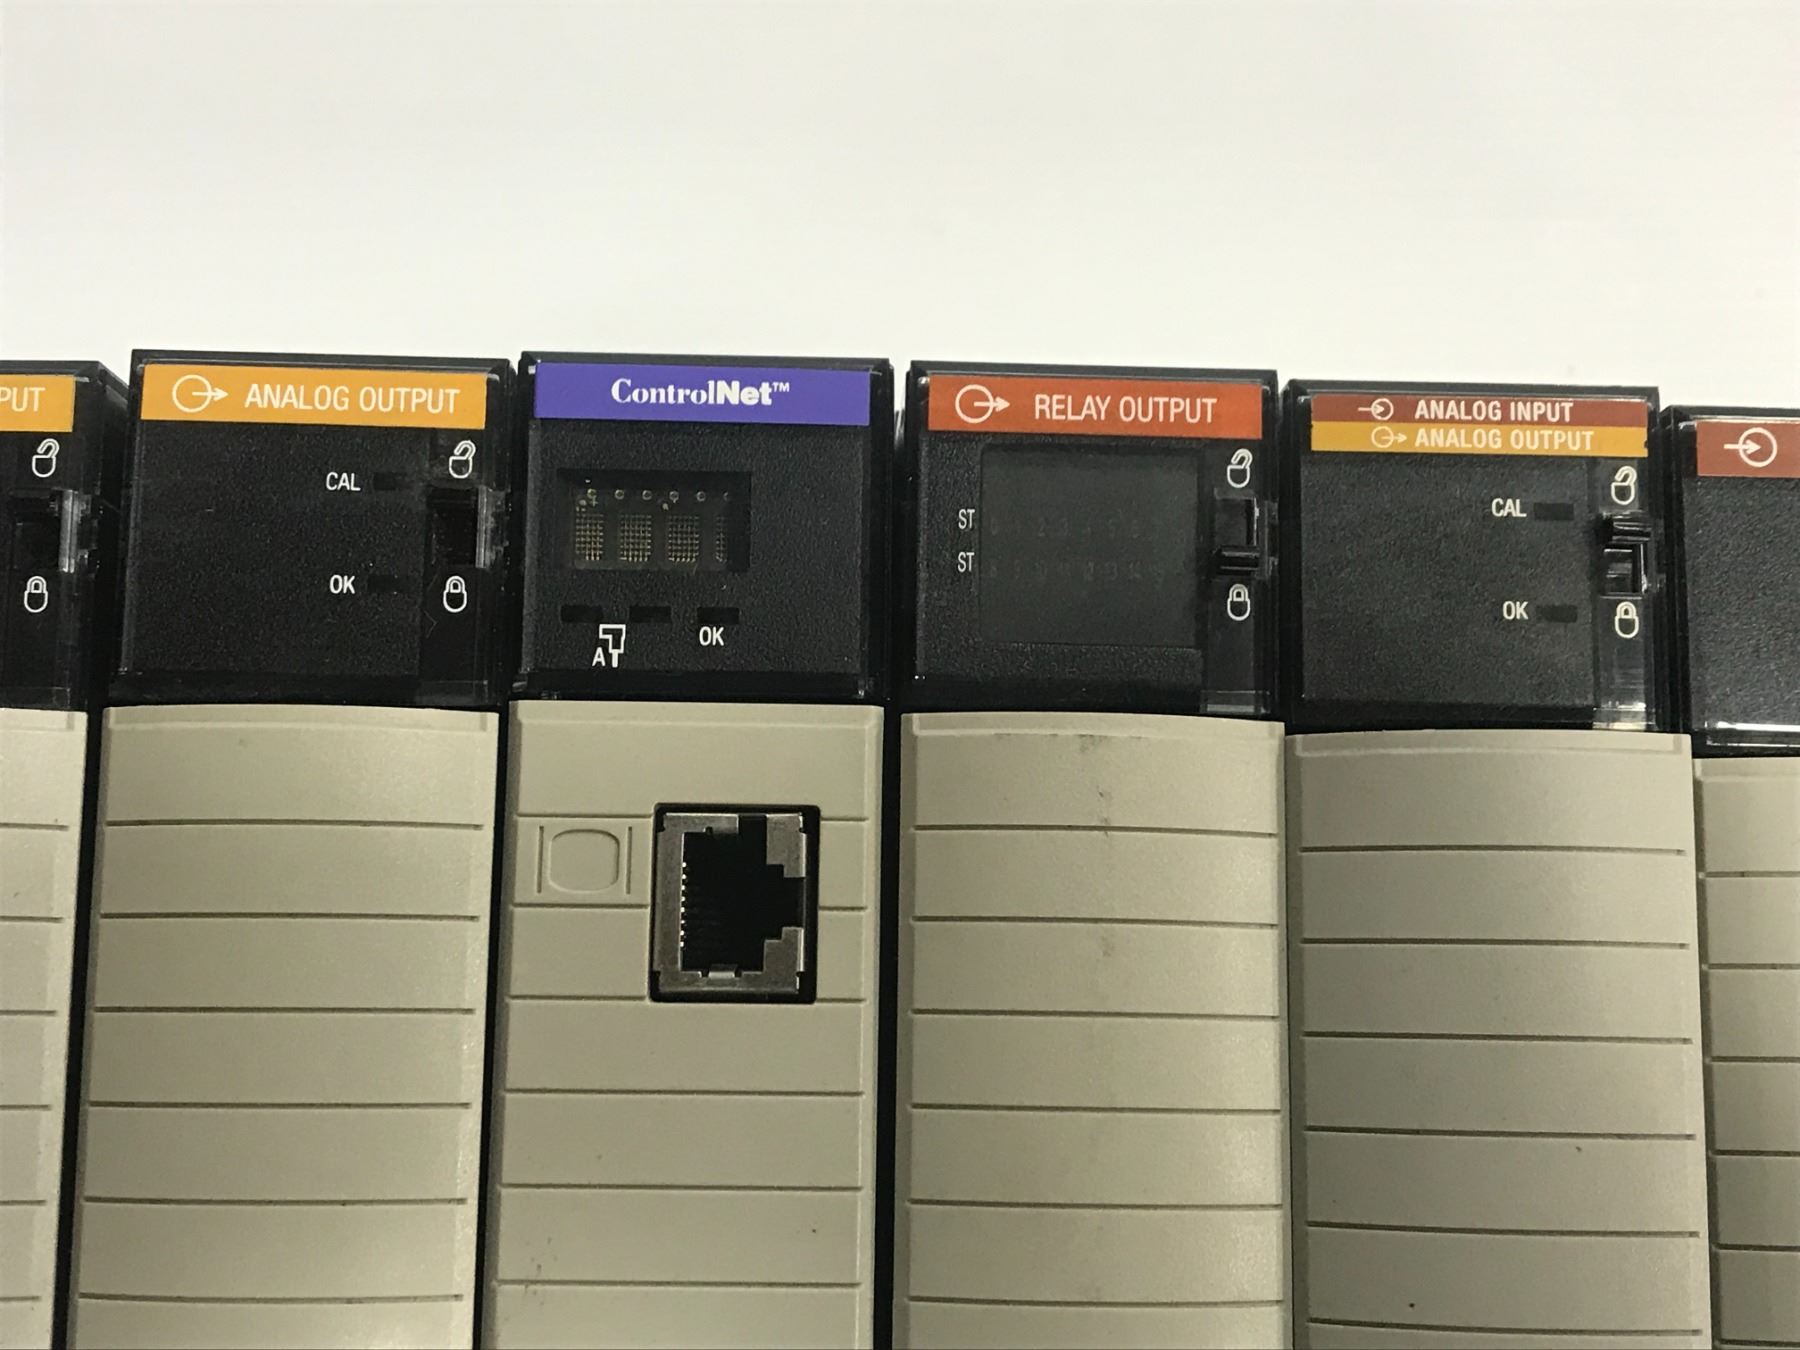 PUT
ANALOG OUTPUT
CAL
OK
ControlNet™
A
OK
RELAY OUTPUT
ST
ST
ANALOG INPUT
ANALOG OUTPUT
CAL
OK